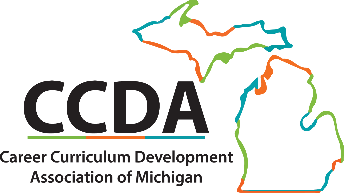 CCDA
Career Curriculum Development
Association of Michigan